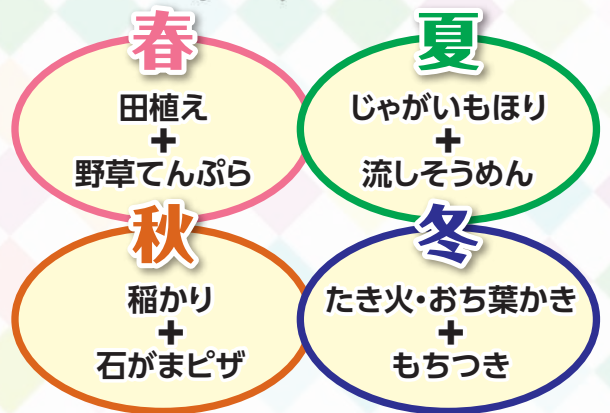 春
田植え
+
野草てんぷら
夏
じゃがいもほり
+
流しそうめん
秋
稲かり
+
石がまピザ
冬
たき火・おち葉かき
+
もちつき